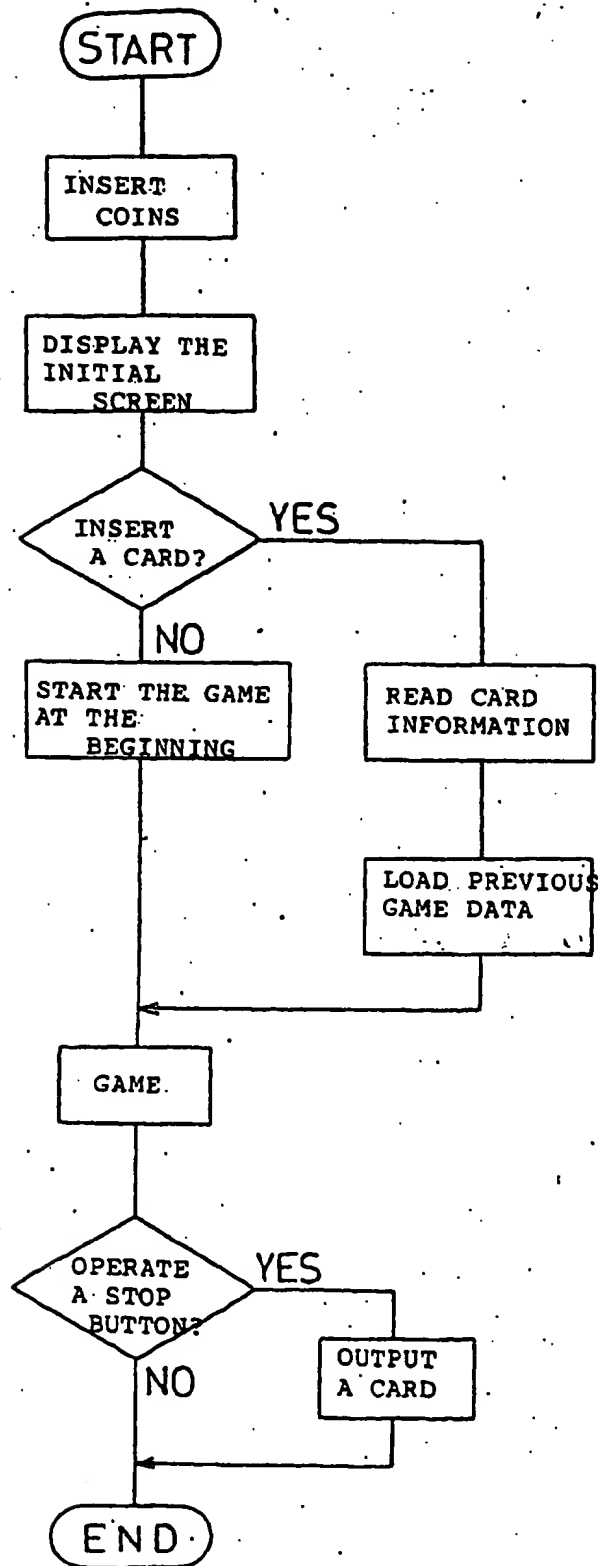 START
INSERT
COINS
DISPLAY THE
INITIAL
SCREEN
INSERT
A CARD?
YES
NO
START THE GAME
AT THE
BEGINNING
READ CARD
INFORMATION
LOAD PREVIOUS
GAME DATA
GAME
OPERATE
A STOP
BUTTON?
YES
NO
OUTPUT
A CARD
END